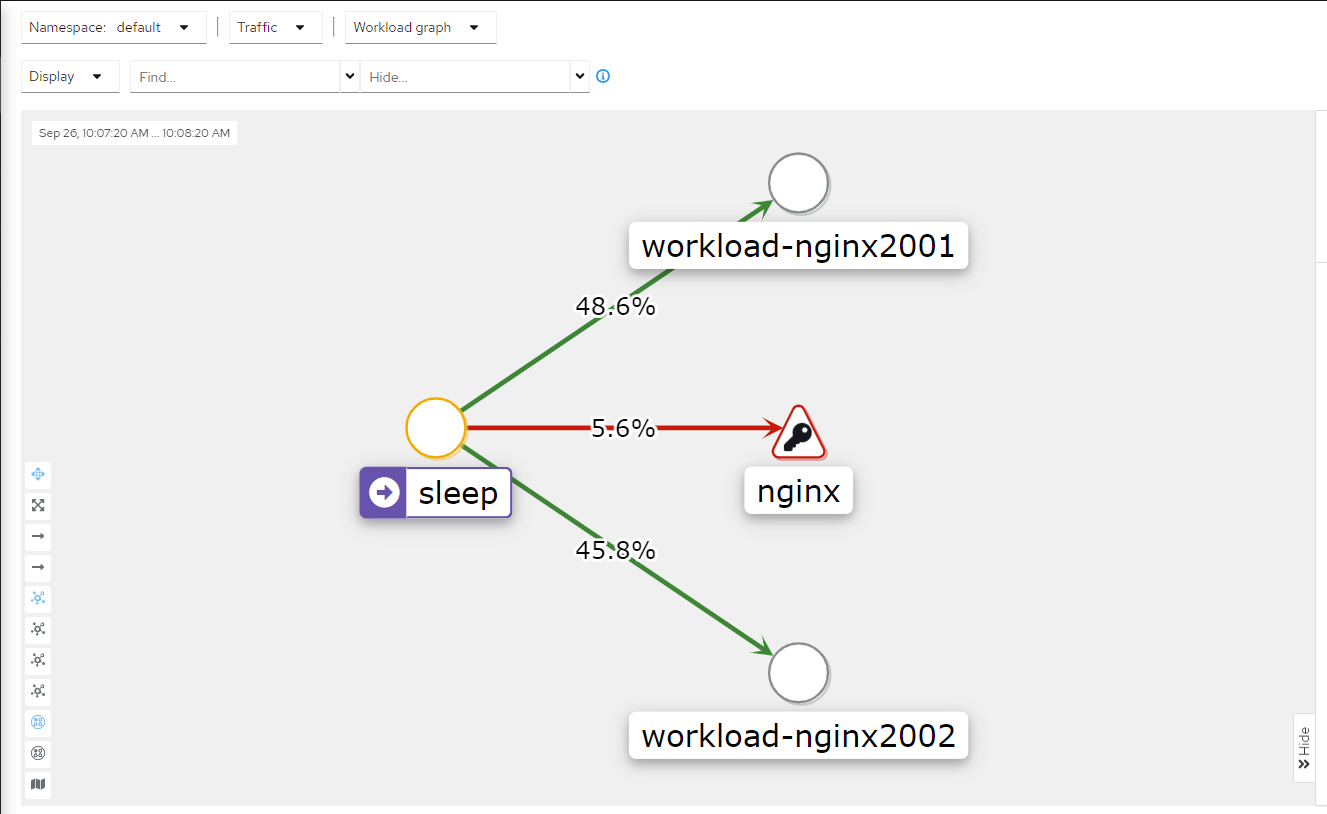 Namespace: default
Traffic
Workload graph
Display
Find...
Hide...
Sep 26, 10:07:20 AM ... 10:08:20 AM
workload-nginx2001
48.6%
5.6%
sleep
nginx
45.8%
workload-nginx2002
Hide